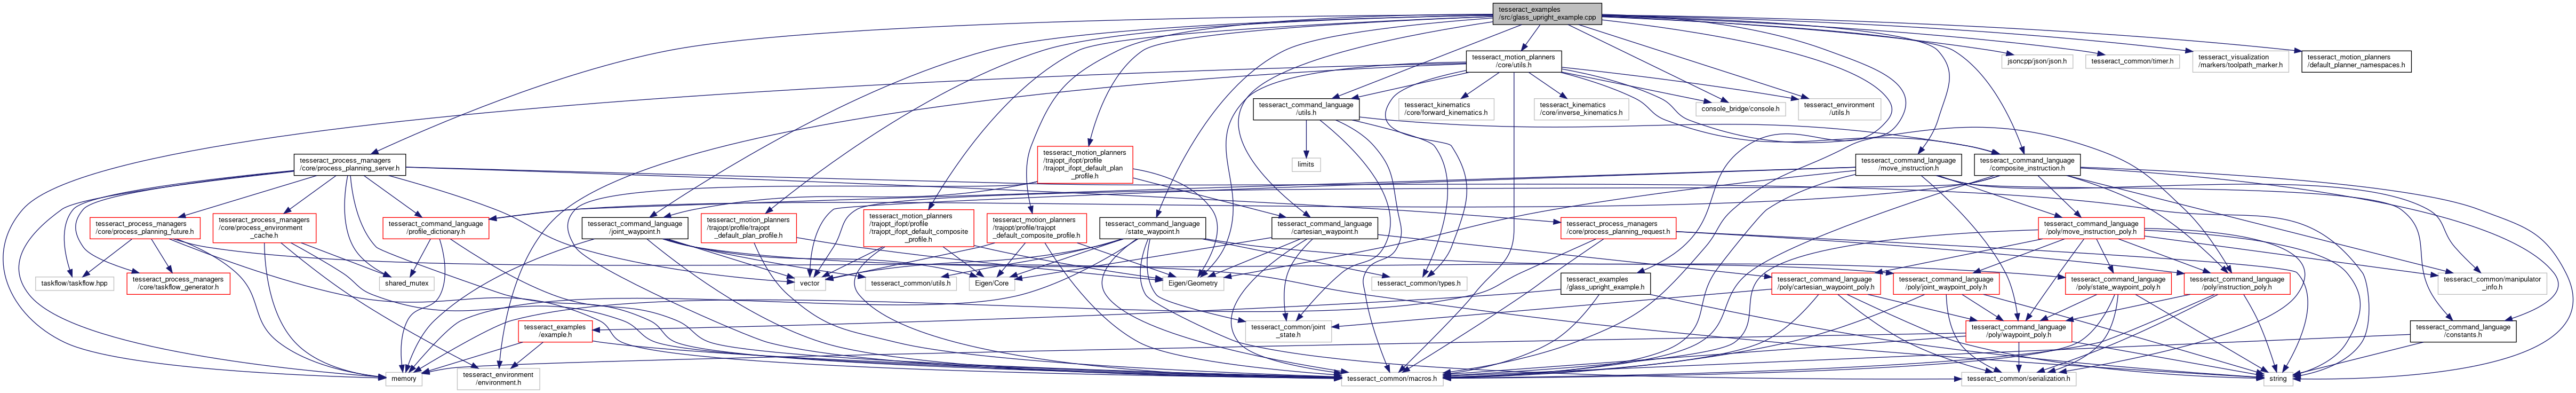 tesseract_examples
/src/glass_upright_example.cpp
tesseract_motion_planners
/core/utils.h
jsoncpp/json/json.h
tesseract_common/timer.h
tesseract_visualization
/markers/toolpath_marker.h
tesseract_motion_planners
/default_planner_namespaces.h
tesseract_command_language
/utils.h
tesseract_kinematics
/core/forward_kinematics.h
tesseract_kinematics
/core/inverse_kinematics.h
console_bridge/console.h
tesseract_environment
/utils.h
tesseract_process_managers
/core/process_planning_server.h
tesseract_motion_planners
/trajopt_ifopt/profile
/trajopt_ifopt_default_plan
_profile.h
limits
tesseract_command_language
/move_instruction.h
tesseract_command_language
/composite_instruction.h
tesseract_process_managers
/core/process_planning_future.h
tesseract_process_managers
/core/process_environment
_cache.h
tesseract_command_language
/profile_dictionary.h
tesseract_command_language
/joint_waypoint.h
tesseract_motion_planners
/trajopt/profile/trajopt
_default_plan_profile.h
tesseract_motion_planners
/trajopt_ifopt/profile
/trajopt_ifopt_default_composite
_profile.h
tesseract_motion_planners
/trajopt/profile/trajopt
_default_composite_profile.h
tesseract_command_language
/state_waypoint.h
tesseract_command_language
/cartesian_waypoint.h
tesseract_process_managers
/core/process_planning_request.h
tesseract_command_language
/poly/move_instruction_poly.h
taskflow/taskflow.hpp
tesseract_process_managers
/core/taskflow_generator.h
shared_mutex
vector
tesseract_common/utils.h
Eigen/Core
Eigen/Geometry
tesseract_common/types.h
tesseract_examples
/glass_upright_example.h
tesseract_command_language
/poly/cartesian_waypoint_poly.h
tesseract_command_language
/poly/joint_waypoint_poly.h
tesseract_command_language
/poly/state_waypoint_poly.h
tesseract_command_language
/poly/instruction_poly.h
tesseract_common/manipulator
_info.h
tesseract_examples
/example.h
tesseract_common/joint
_state.h
tesseract_command_language
/poly/waypoint_poly.h
tesseract_command_language
/constants.h
memory
tesseract_environment
/environment.h
tesseract_common/macros.h
tesseract_common/serialization.h
string